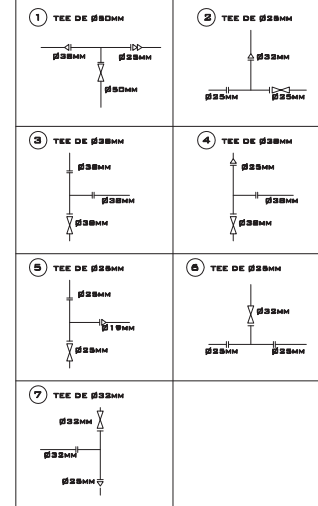 1 TEE DE Ø50MM
Ø38MM Ø25MM
Ø50MM
2 TEE DE Ø25MM
Ø32MM
Ø25MM Ø25MM
3 TEE DE Ø38MM
Ø38MM
Ø38MM
Ø38MM
4 TEE DE Ø38MM
Ø25MM
Ø38MM
Ø38MM
5 TEE DE Ø25MM
Ø25MM
Ø19MM
Ø25MM
6 TEE DE Ø25MM
Ø32MM
Ø25MM Ø25MM
7 TEE DE Ø32MM
Ø32MM
Ø32MM
Ø25MM